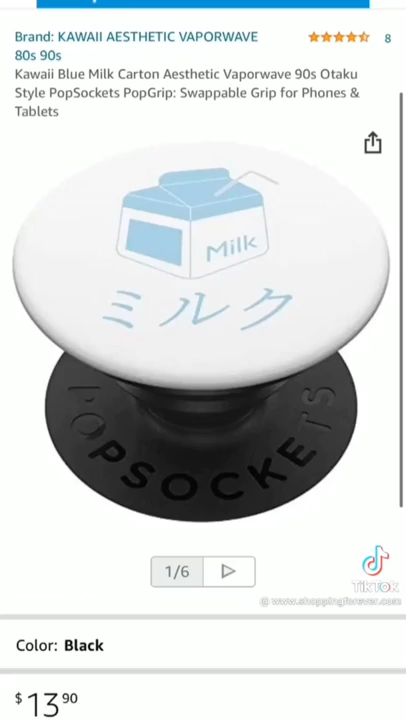 Brand: KAWAII AESTHETIC VAPORWAVE
8
80s 90s
Kawaii Blue Milk Carton Aesthetic Vaporwave 90s Otaku
Style PopSockets PopGrip: Swappable Grip for Phones &
Tablets
Milk
ミルク
POPSOCKETS
1/6
TikTok
@ www.shoppingforever.com
Color: Black
$13.90